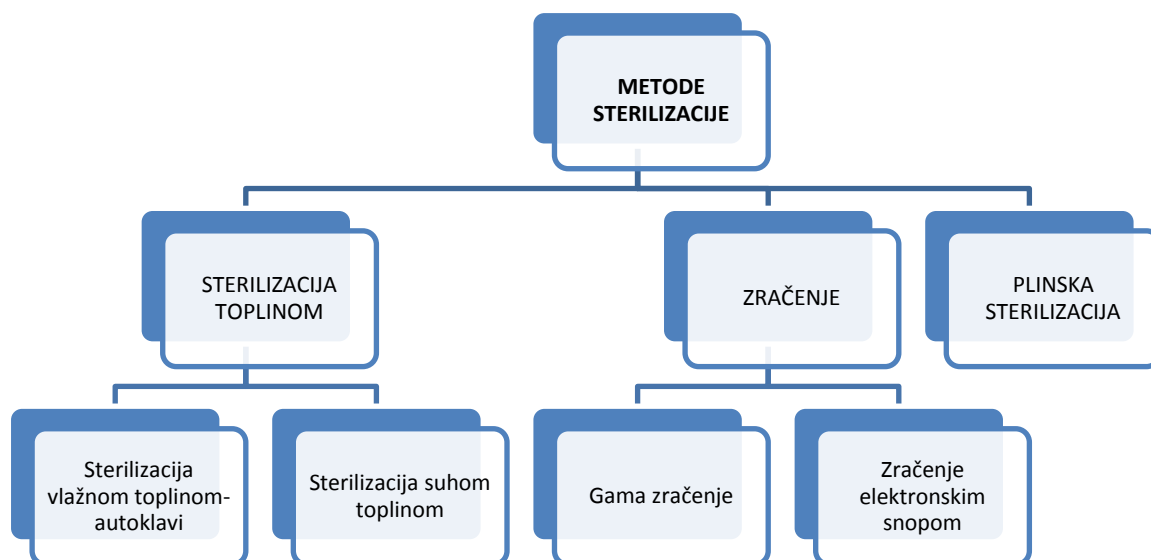 METODE
STERILIZACIJE
STERILIZACIJA
TOPLINOM
ZRAČENJE
PLINSKA
STERILIZACIJA
Sterilizacija
vlažnom toplinom-
autoklavi
Sterilizacija suhom
toplinom
Gama zračenje
Zračenje
elektronskim
snopom